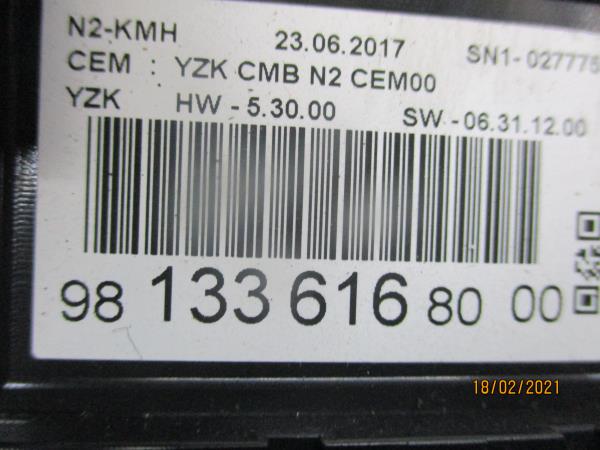 N2-KMH 23.06.2017 SN1-027775
CEM : YZK CMB N2 CEM00
YZK HW - 5.30.00 SW -06.31.12.00
98 133 616 80 00
18/02/2021